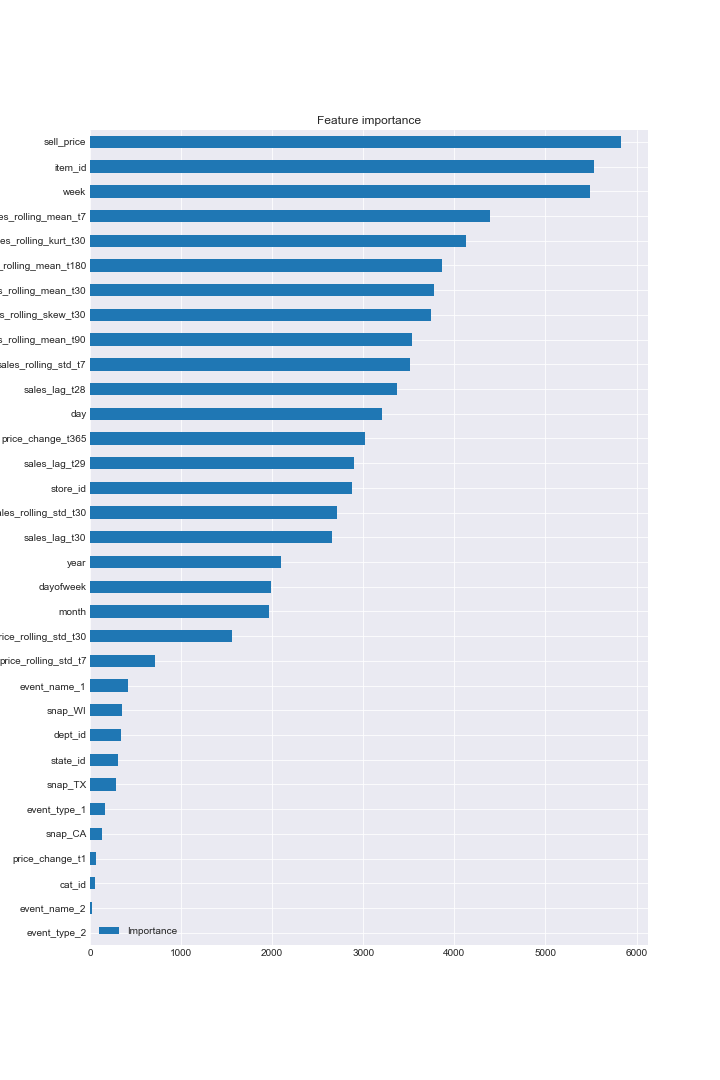 Feature importance
sell_price
item_id
week
es_rolling_mean_t7
es_rolling_kurt_t30
_rolling_mean_t180
s_rolling_mean_t30
s_rolling_skew_t30
s_rolling_mean_t90
sales_rolling_std_t7
sales_lag_t28
day
price_change_t365
sales_lag_t29
store_id
ales_rolling_std_t30
sales_lag_t30
year
dayofweek
month
rice_rolling_std_t30
price_rolling_std_t7
event_name_1
snap_WI
dept_id
state_id
snap_TX
event_type_1
snap_CA
price_change_t1
cat_id
event_name_2
event_type_2
Importance
0 1000 2000 3000 4000 5000 6000